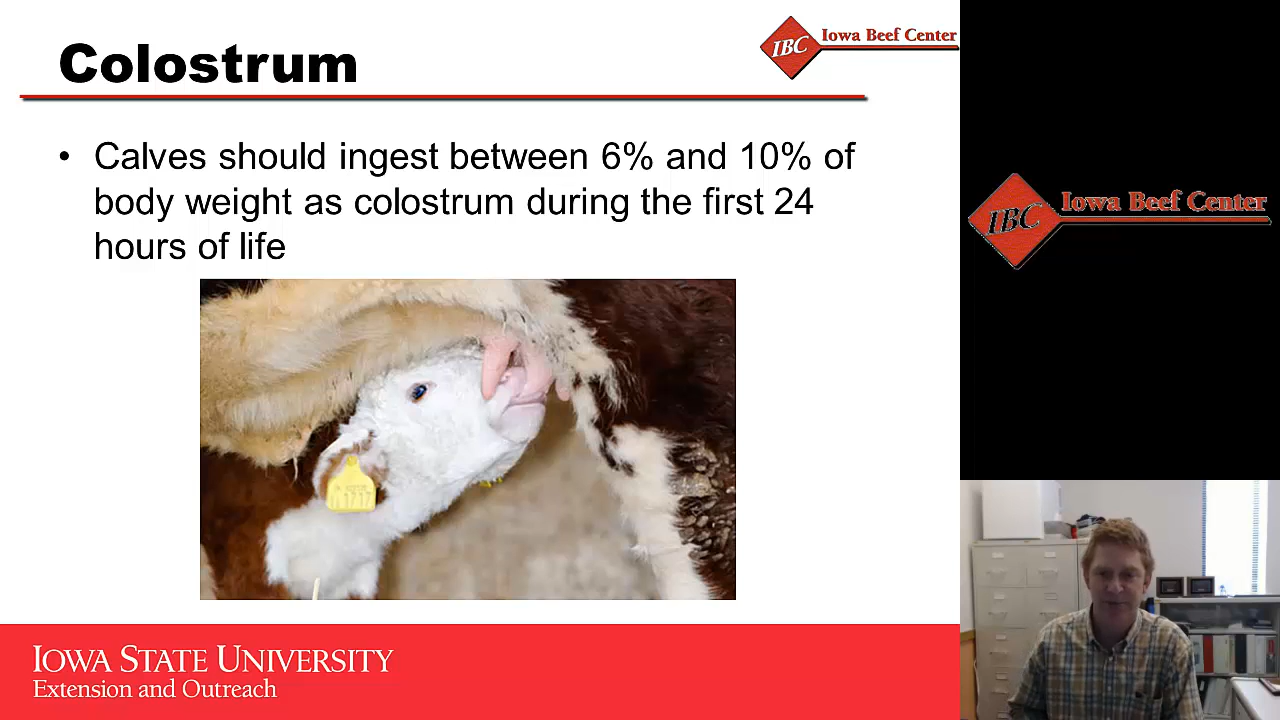 Colostrum
IBC Iowa Beef Center
• Calves should ingest between 6% and 10% of
body weight as colostrum during the first 24
hours of life
1717
IOWA STATE UNIVERSITY
Extension and Outreach
IBC Iowa Beef Center